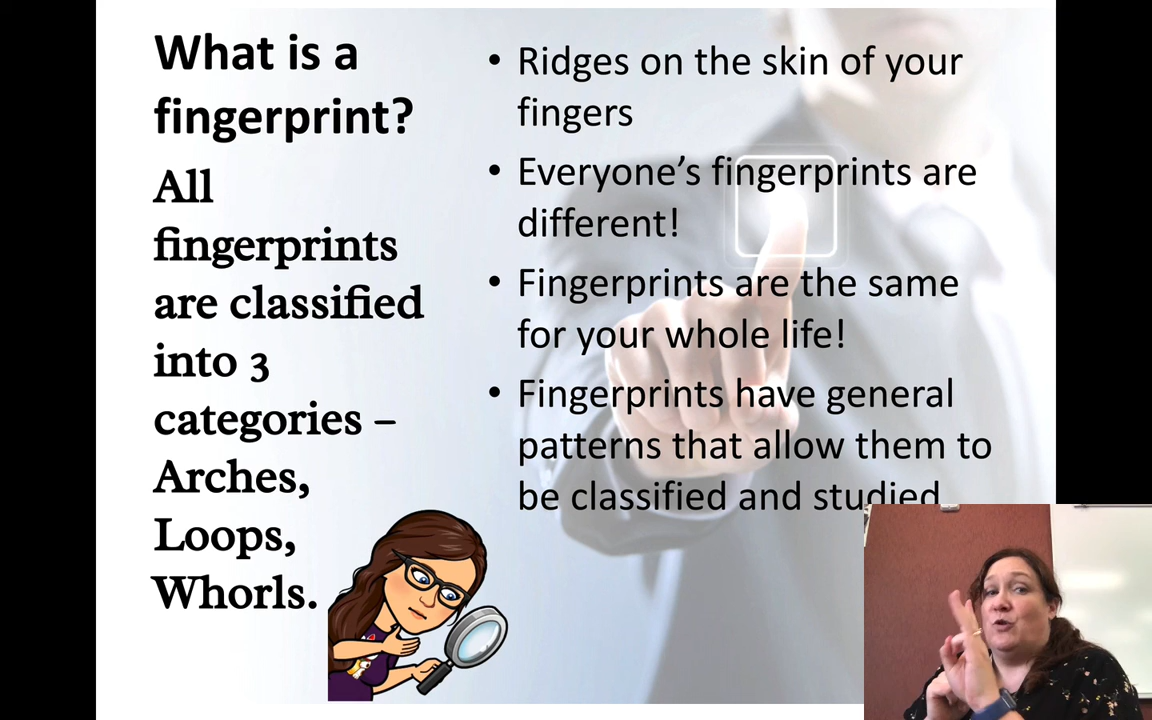 What is a
fingerprint?
All
fingerprints
are classified
into 3
categories –
Arches,
Loops,
Whorls.
• Ridges on the skin of your
fingers
• Everyone’s fingerprints are
different!
• Fingerprints are the same
for your whole life!
• Fingerprints have general
patterns that allow them to
be classified and studied